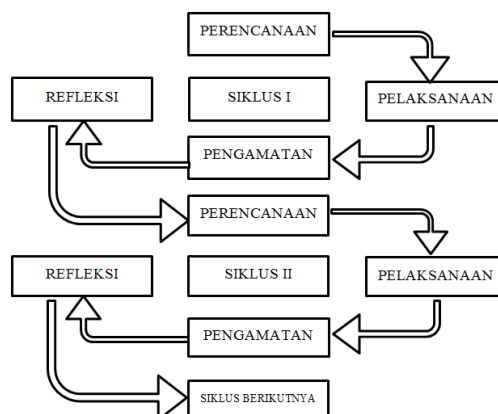 PERENCANAAN
REFLEKSI
SIKLUS I
PELAKSANAAN
PENGAMATAN
PERENCANAAN
REFLEKSI
SIKLUS II
PELAKSANAAN
PENGAMATAN
SIKLUS BERIKUTNYA